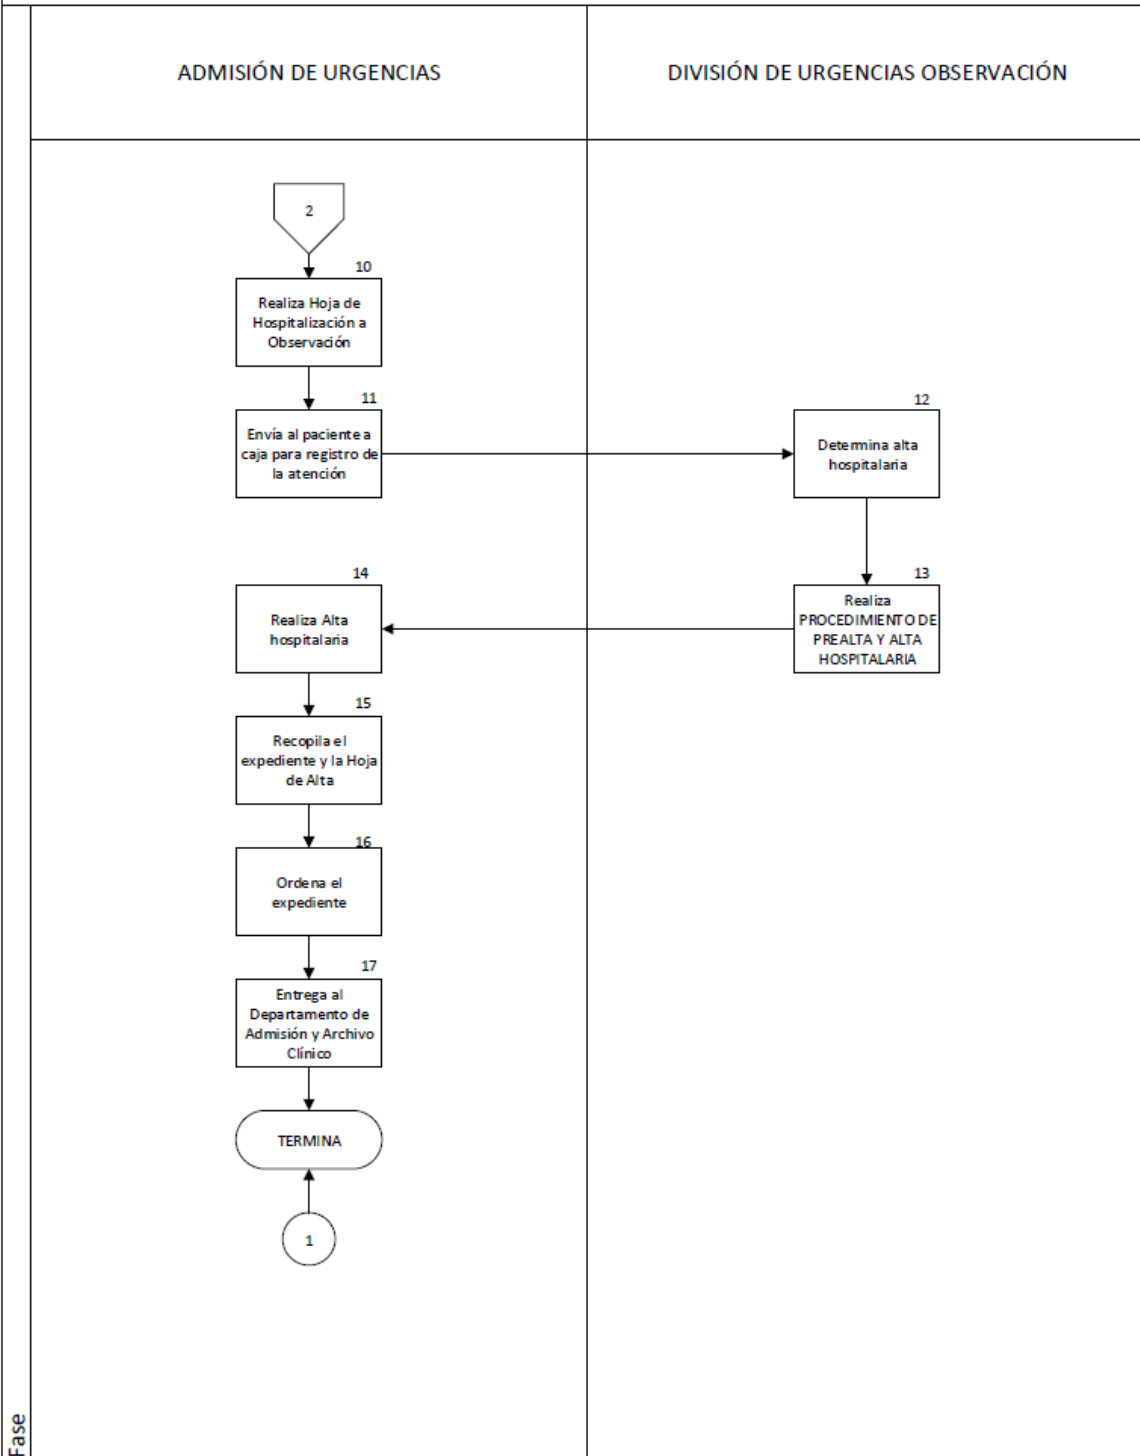 ADMISIÓN DE URGENCIAS
DIVISIÓN DE URGENCIAS OBSERVACIÓN
2
10
Realiza Hoja de
Hospitalización a
Observación
11
Envía al paciente a
caja para registro de
la atención
12
Determina alta
hospitalaria
13
Realiza
PROCEDIMIENTO DE
PREALTA Y ALTA
HOSPITALARIA
14
Realiza Alta
hospitalaria
15
Recopila el
expediente y la Hoja
de Alta
16
Ordena el
expediente
17
Entrega al
Departamento de
Admisión y Archivo
Clínico
TERMINA
1
Fase